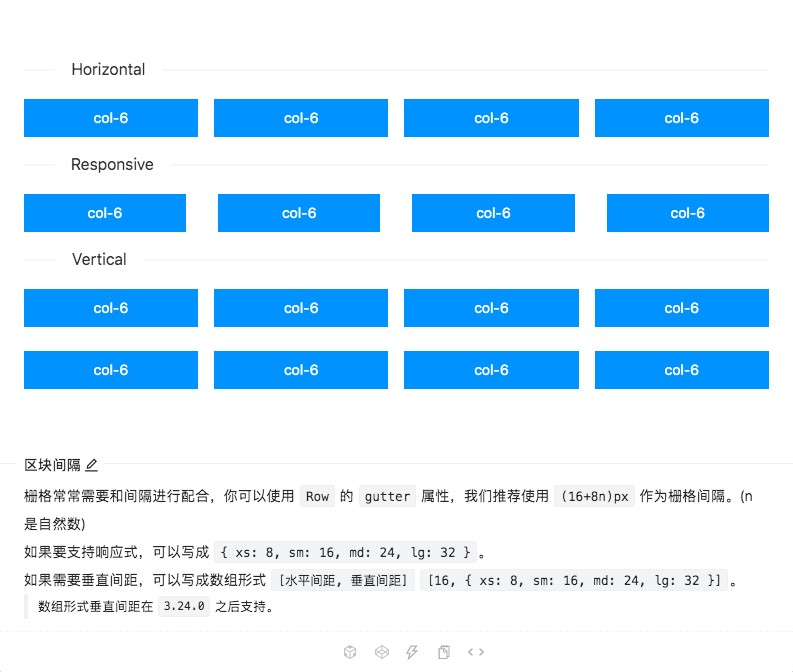 Horizontal
col-6 col-6 col-6 col-6
Responsive
col-6 col-6 col-6 col-6
Vertical
col-6 col-6 col-6 col-6
col-6 col-6 col-6 col-6
区块间隔
栅格常常需要和间隔进行配合，你可以使用 Row 的 gutter 属性，我们推荐使用 (16+8n)px 作为栅格间隔。(n
是自然数)
如果要支持响应式，可以写成 { xs: 8, sm: 16, md: 24, lg: 32 } 。
如果需要垂直间距，可以写成数组形式 [水平间距, 垂直间距] [16, { xs: 8, sm: 16, md: 24, lg: 32 }] 。
数组形式垂直间距在 3.24.0 之后支持。